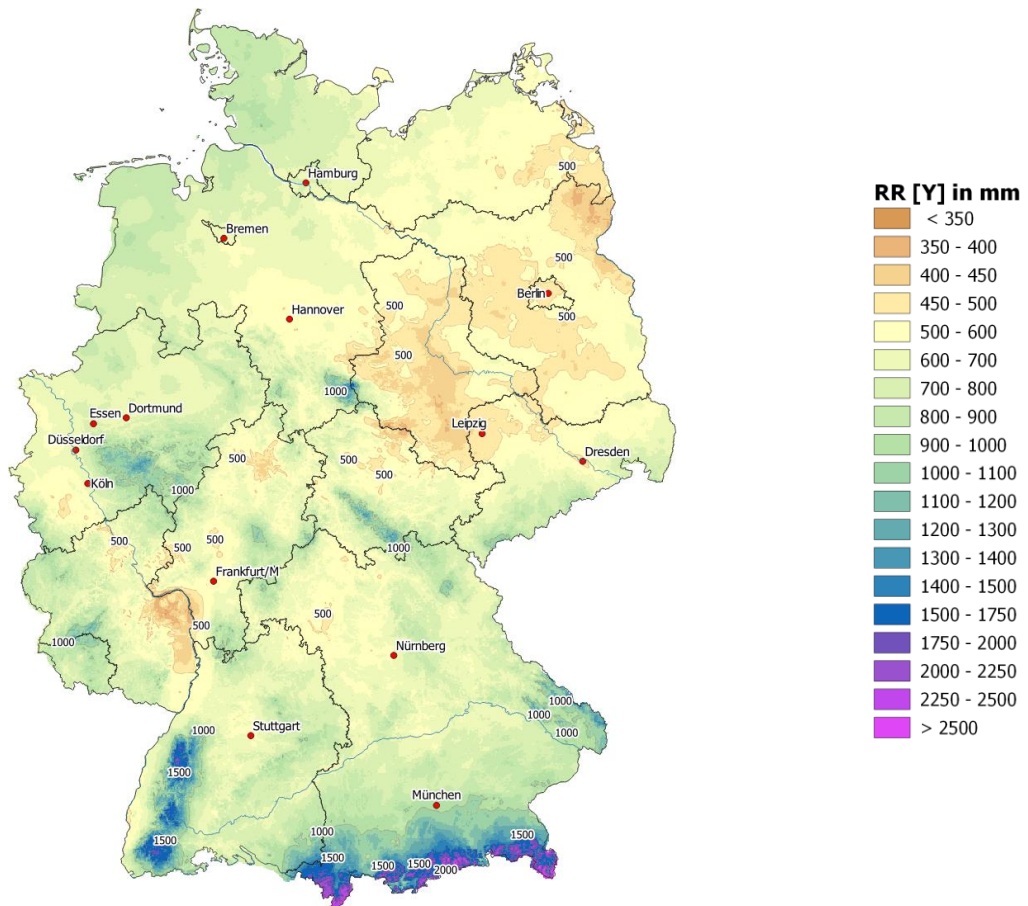 500
Hamburg
RR [Y] in mm
< 350
350 - 400
400 - 450
450 - 500
500 - 600
600 - 700
700 - 800
800 - 900
900 - 1000
1000 - 1100
1100 - 1200
1200 - 1300
1300 - 1400
1400 - 1500
1500 - 1750
1750 - 2000
2000 - 2250
2250 - 2500
> 2500
Bremen
500
Berlin
500
Hannover
500
500
1000
Essen
Dortmund
Leipzig
Düsseldorf
Dresden
500
500
500
Köln
1000
500
500
500
1000
Frankfurt/M
500
500
1000
Nürnberg
1000
1000
1000
1000
Stuttgart
1500
München
1000
1500
1500
1500
1500
1500
2000